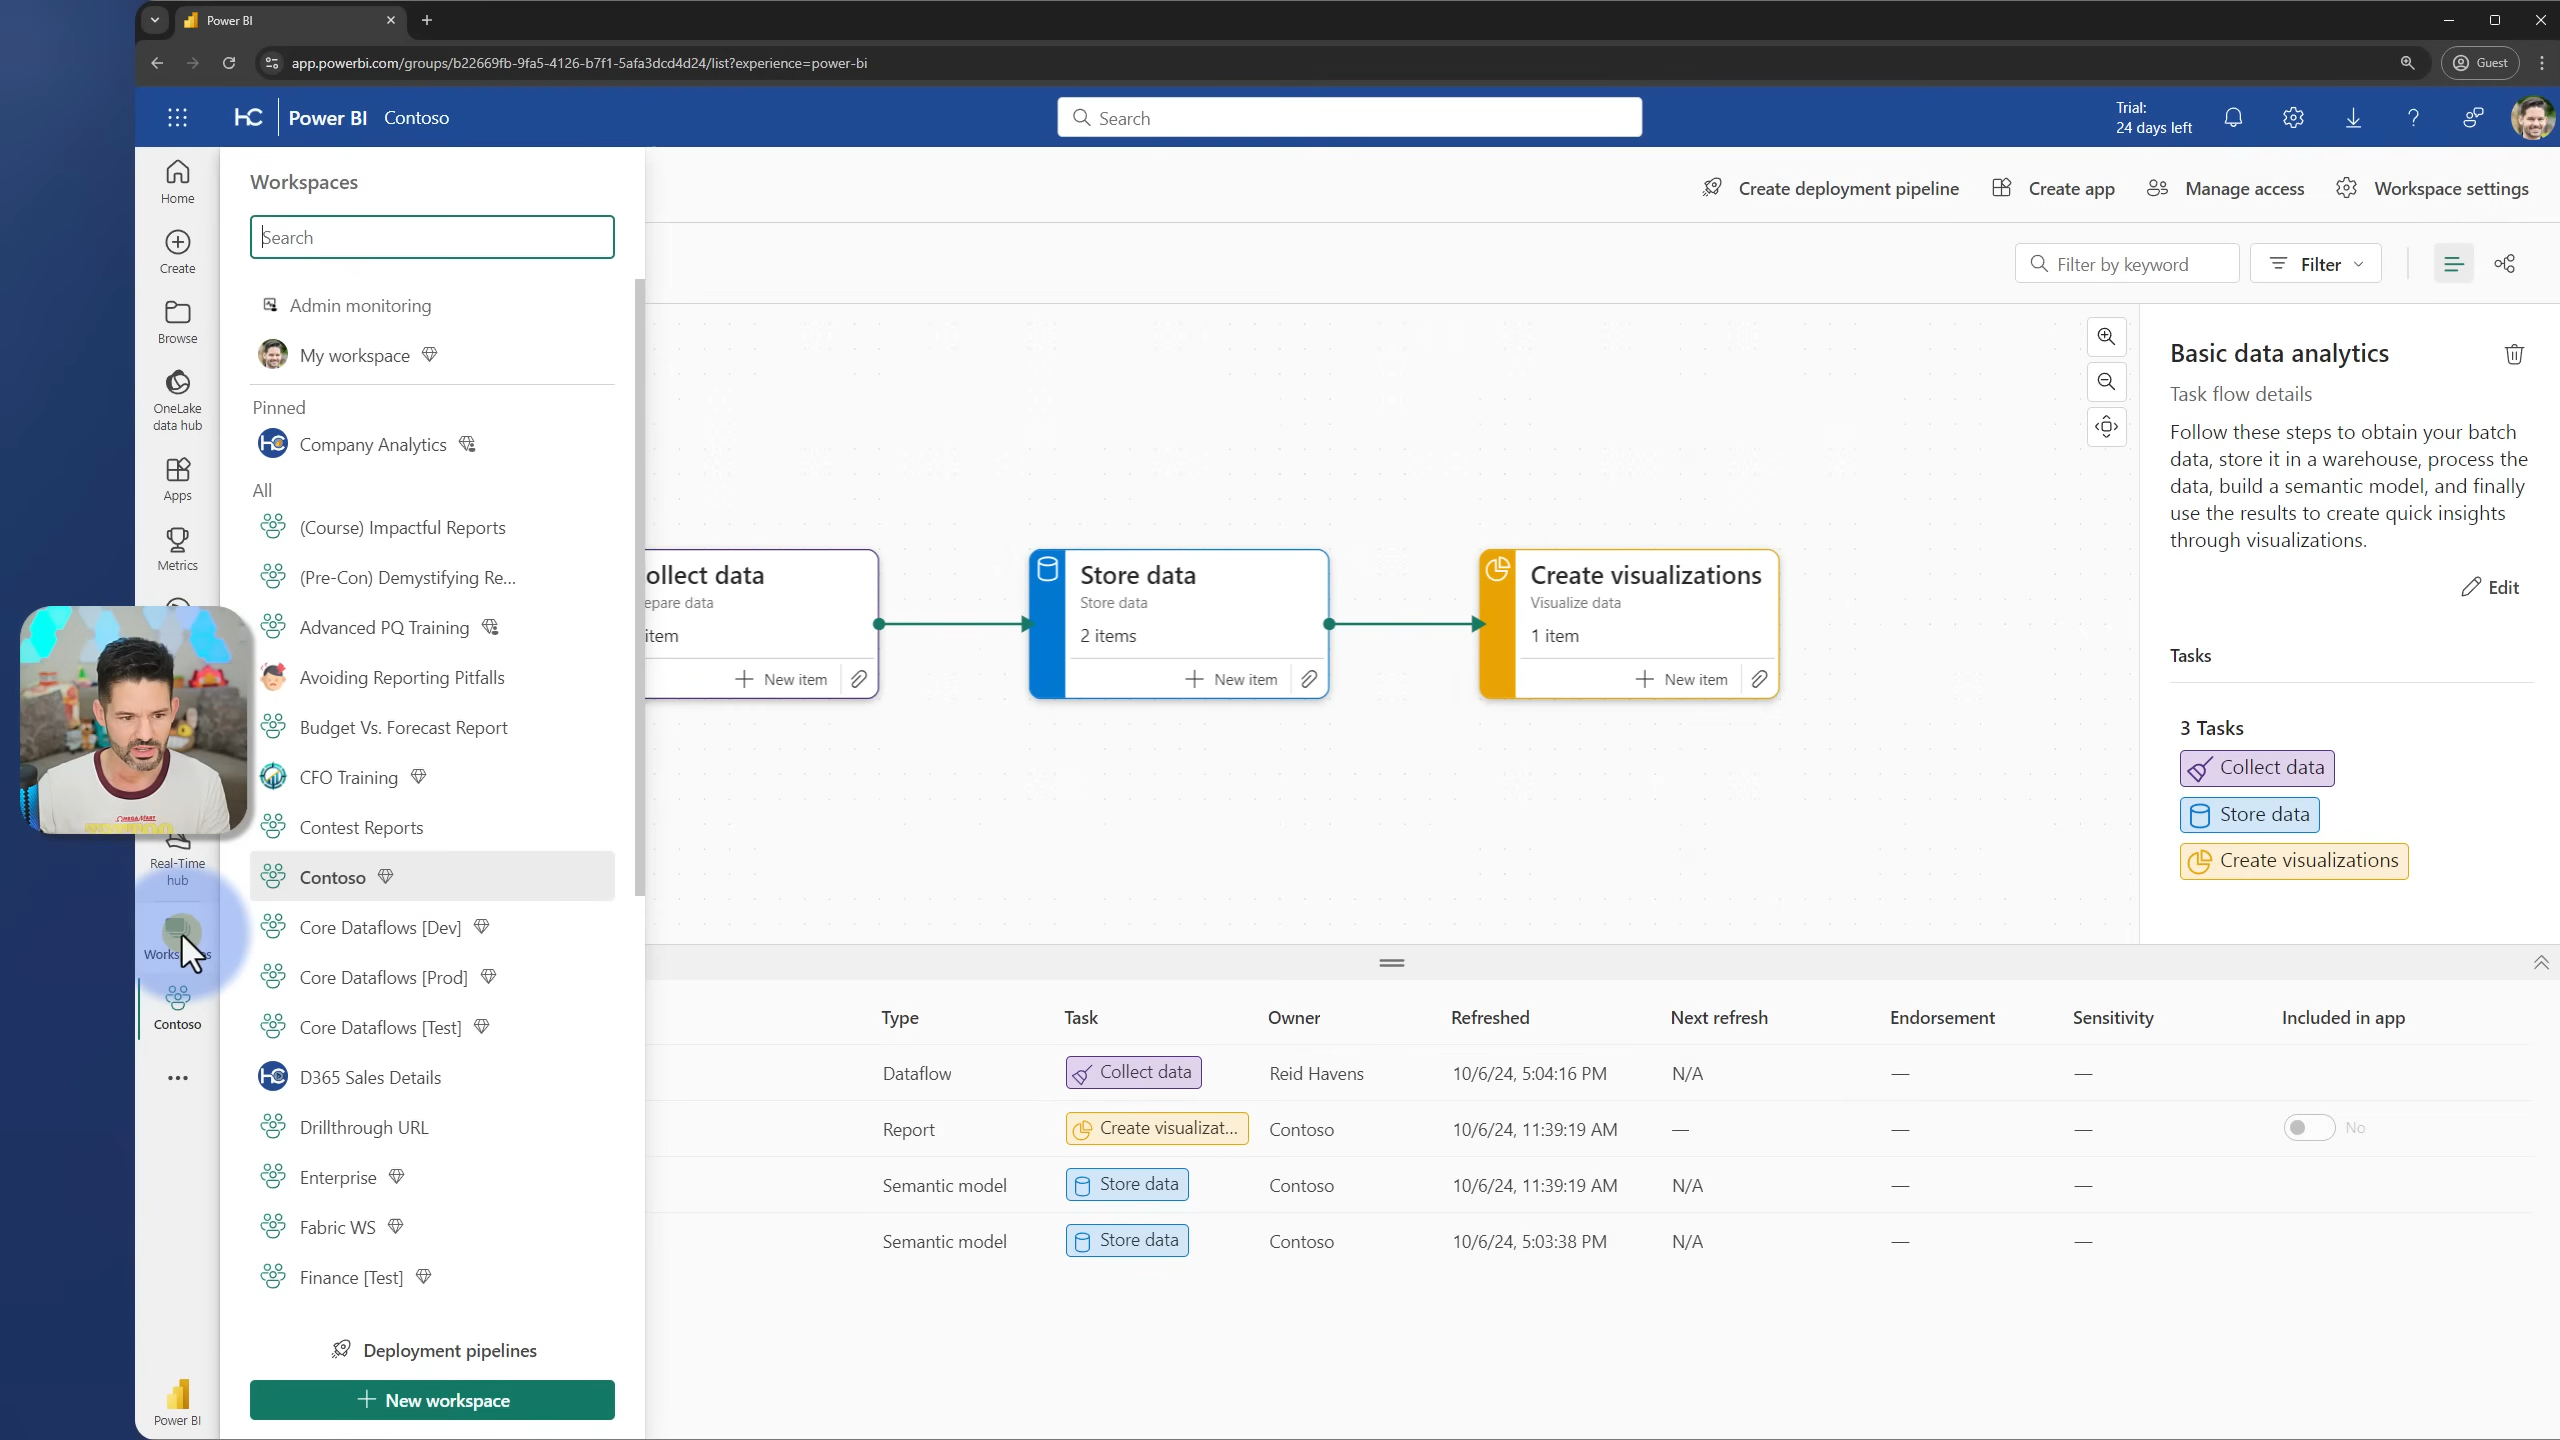 Power BI
app.powerbi.com/groups/b22669fb-9fa5-4126-b7f1-5afa3dcd4d24/list?experience=power-bi
Guest
Power BI Contoso
Search
Trial:
24 days left
Home
Create
Browse
OneLake
data hub
Apps
Metrics
Real-Time
hub
Contoso
Power BI
Workspaces
Search
Admin monitoring
My workspace
Pinned
Company Analytics
All
(Course) Impactful Reports
(Pre-Con) Demystifying Re...
Advanced PQ Training
Avoiding Reporting Pitfalls
Budget Vs. Forecast Report
CFO Training
Contest Reports
Contoso
Core Dataflows [Dev]
Core Dataflows [Prod]
Core Dataflows [Test]
D365 Sales Details
Drillthrough URL
Enterprise
Fabric WS
Finance [Test]
Deployment pipelines
New workspace
Create deployment pipeline Create app Manage access Workspace settings
Filter by keyword Filter
ollect data
epare data
item
New item
Store data
Store data
2 items
New item
Create visualizations
Visualize data
1 item
New item
Basic data analytics
Task flow details
Follow these steps to obtain your batch
data, store it in a warehouse, process the
data, build a semantic model, and finally
use the results to create quick insights
through visualizations.
Edit
Tasks
3 Tasks
Collect data
Store data
Create visualizations
Type Task Owner Refreshed Next refresh Endorsement Sensitivity Included in app
Dataflow Collect data Reid Havens 10/6/24, 5:04:16 PM N/A — —
Report Create visualizat... Contoso 10/6/24, 11:39:19 AM — — — No
Semantic model Store data Contoso 10/6/24, 11:39:19 AM N/A — —
Semantic model Store data Contoso 10/6/24, 5:03:38 PM N/A — —